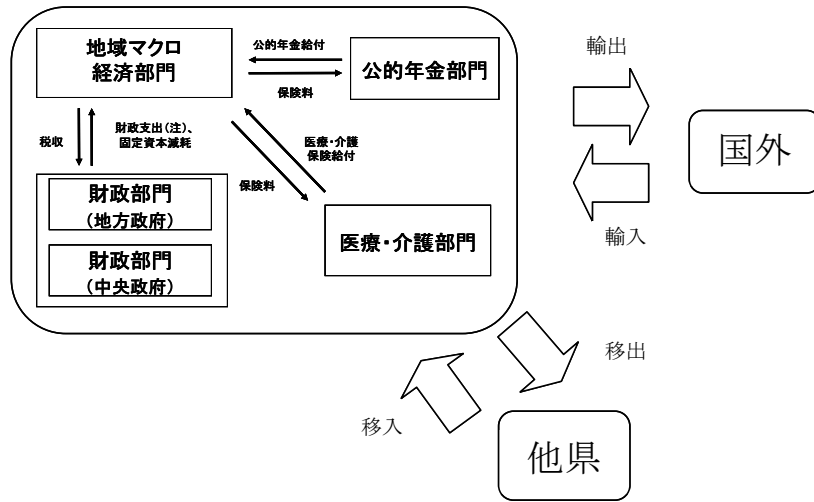 地域マクロ
経済部門
公的年金給付
保険料
公的年金部門
税収
財政支出(注)、
固定資本減耗
医療・介護
保険給付
保険料
財政部門
(地方政府)
財政部門
(中央政府)
医療・介護部門
輸出
国外
輸入
移出
移入
他県